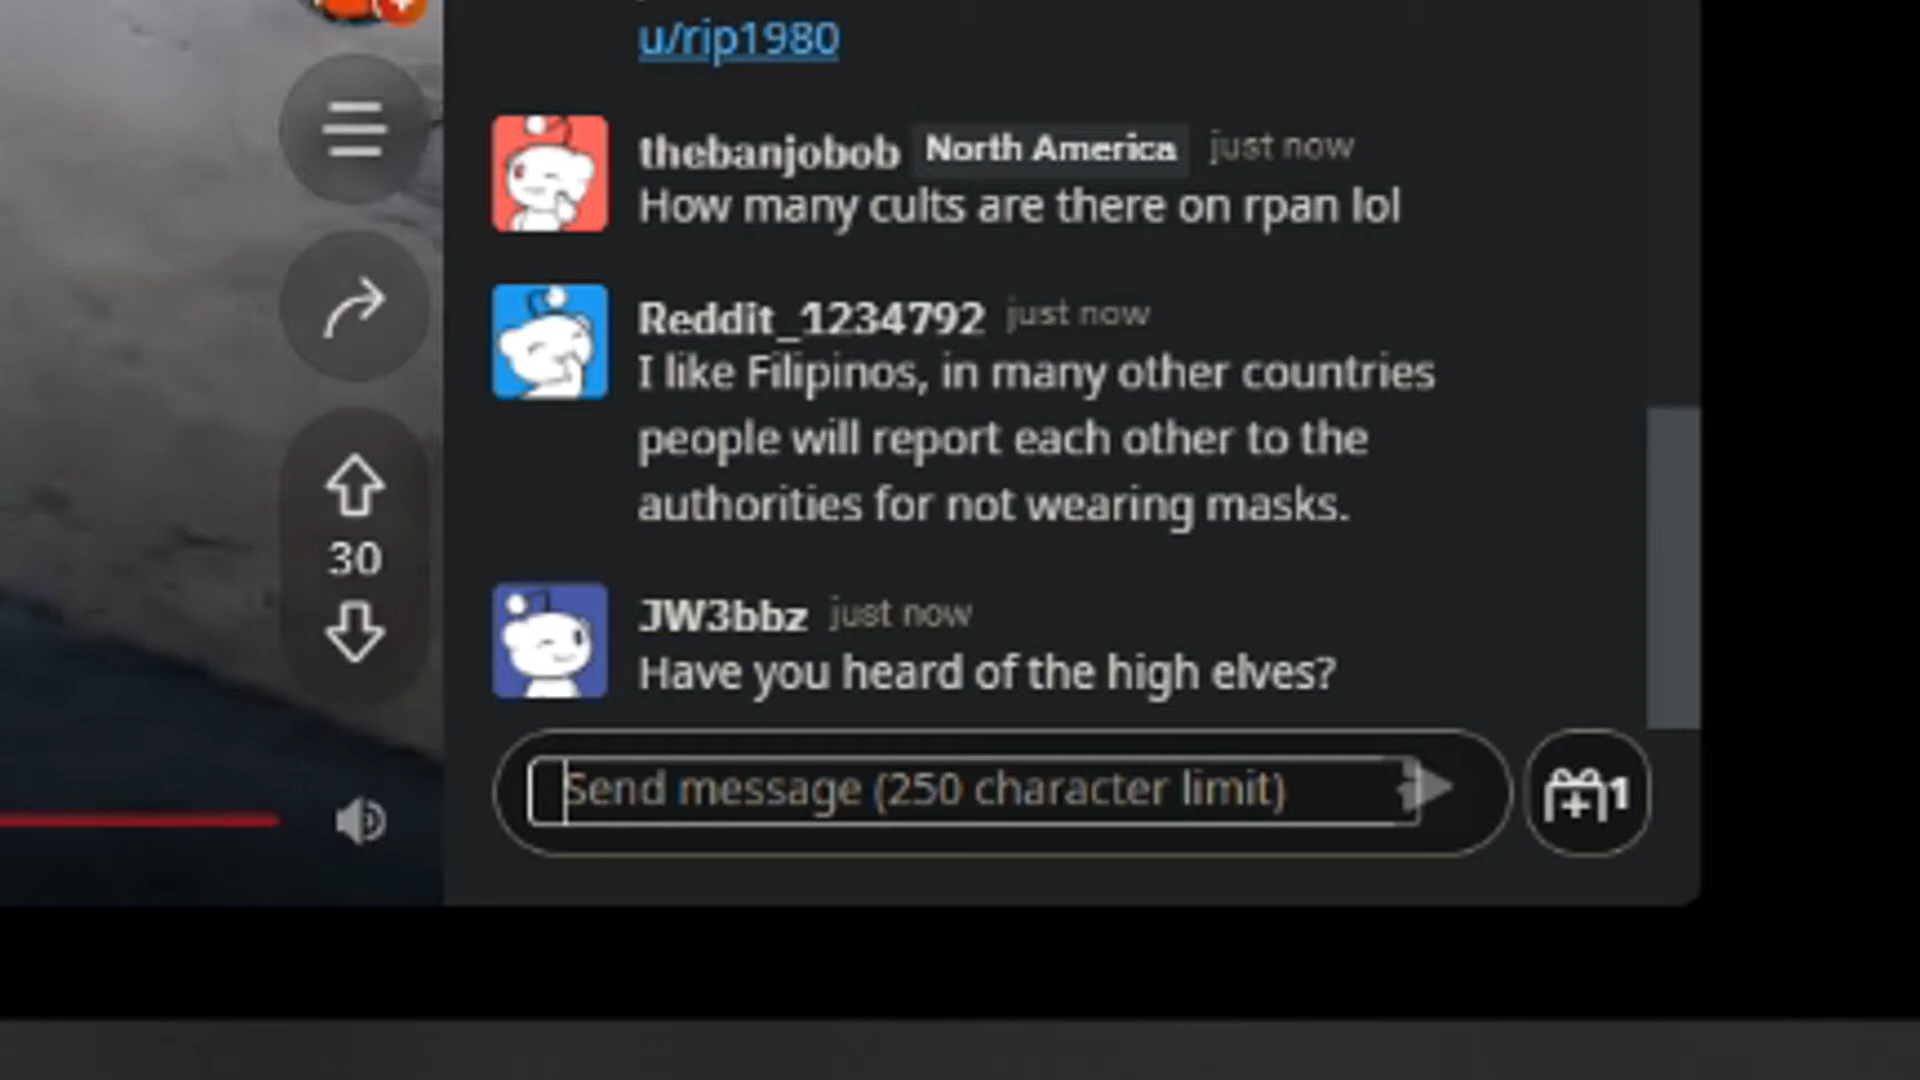 u/rip1980
thebanjobob North America just now
How many cults are there on rpan lol
Reddit_1234792 just now
I like Filipinos, in many other countries
people will report each other to the
authorities for not wearing masks.
30
JW3bbz just now
Have you heard of the high elves?
Send message (250 character limit)
1